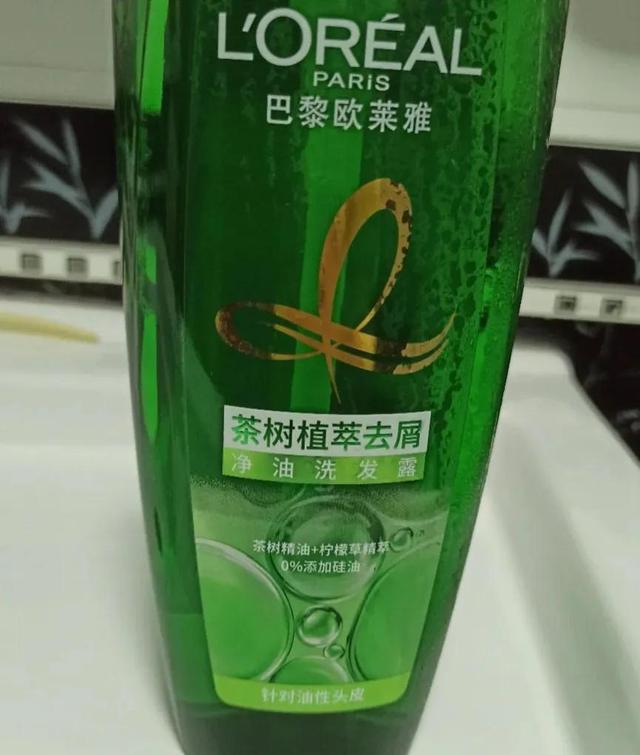 L'ORÉAL
PARIS
巴黎欧莱雅
茶树植萃去屑
净油洗发露
茶树精油+柠檬草精萃
0%添加硅油
针对油性头皮